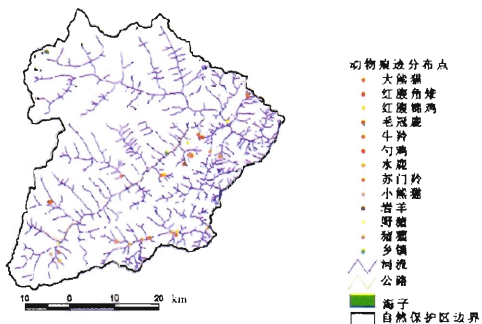 动物痕迹分布点
大熊猫
红腹角雉
红腹锦鸡
毛冠鹿
牛羚
勺鸡
水鹿
苏门羚
小熊猫
岩羊
野猪
猪獾
乡镇
河流
公路
海子
自然保护区边界
10 0 10 20 km